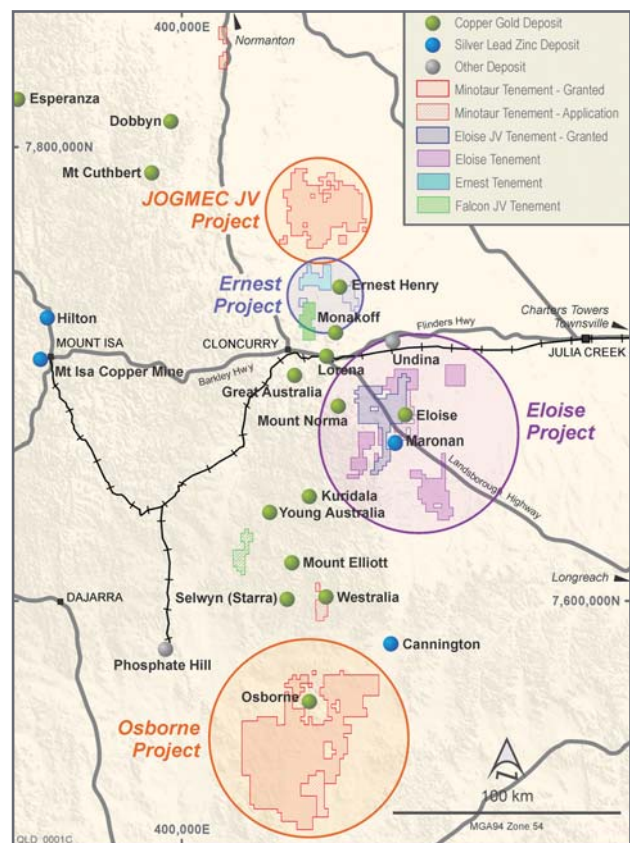 400,000E
Normanton
Copper Gold Deposit
Silver Lead Zinc Deposit
Other Deposit
Minotaur Tenement - Granted
Minotaur Tenement - Application
Eloise JV Tenement - Granted
Eloise Tenement
Ernest Tenement
Falcon JV Tenement
Esperanza
Dobbyn
7,800,000N
Mt Cuthbert
JOGMEC JV
Project
Ernest
Project
Ernest Henry
Monakoff
Hilton
MOUNT ISA
Mt Isa Copper Mine
CLONCURRY
Barkley Hwy
Flinders Hwy
Charters Towers
Townsville
JULIA CREEK
Undina
Lorena
Great Australia
Mount Norma
Eloise
Maronan
Eloise
Project
Landsborough Highway
Kuridala
Young Australia
Mount Elliott
Longreach
DAJARRA
Selwyn (Starra)
Westralia
7,600,000N
Phosphate Hill
Cannington
Osborne
Osborne
Project
100 km
MGA94 Zone 54
QLD_0001C
400,000E